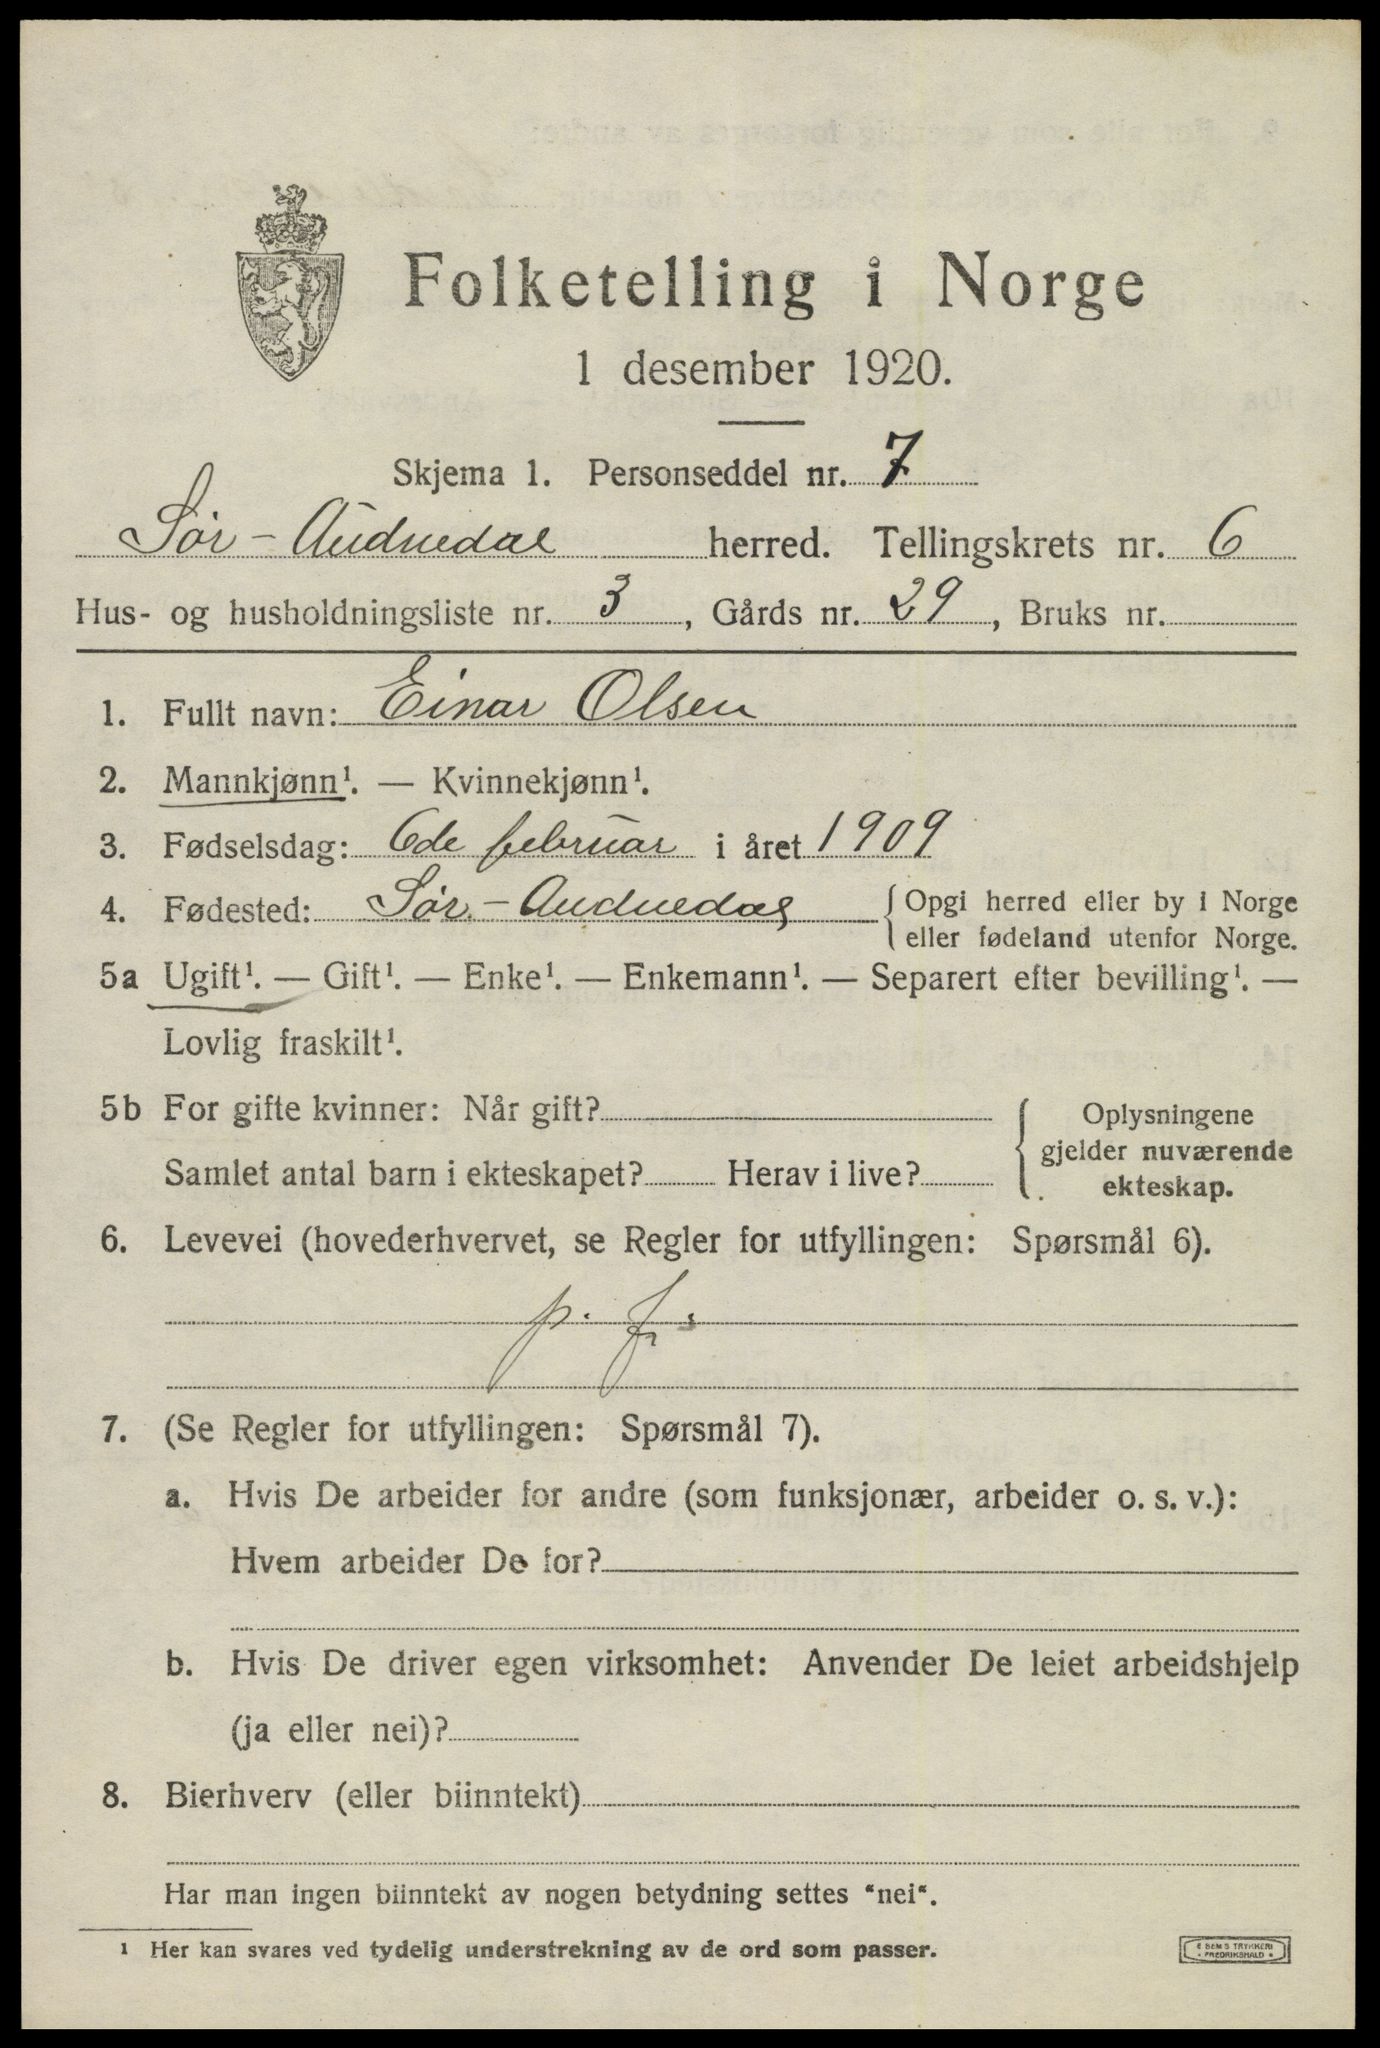 Folketelling i Norge
1 desember 1920.
Skjema 1. Personseddel nr. 7
Sør-Audnedal herred. Tellingskrets nr. 6
Hus- og husholdningsliste nr. 3, Gårds nr. 29, Bruks nr.
1. Fullt navn: Einar Olsen
2. Mannkjønn¹. — Kvinnekjønn¹.
3. Fødselsdag: 6de februar i året 1909
4. Fødested: Sør-Audnedal { Opgi herred eller by i Norge
eller fødeland utenfor Norge.
5a Ugift¹. — Gift¹. — Enke¹. — Enkemann¹. — Separert efter bevilling¹. —
Lovlig fraskilt¹.
5b For gifte kvinner: Når gift? { Oplysningene
gjelder nuværende
Samlet antal barn i ekteskapet? Herav i live?
ekteskap.
6. Levevei (hovederhvervet, se Regler for utfyllingen: Spørsmål 6).
p. f.
7. (Se Regler for utfyllingen: Spørsmål 7).
a. Hvis De arbeider for andre (som funksjonær, arbeider o. s. v.):
Hvem arbeider De for?
b. Hvis De driver egen virksomhet: Anvender De leiet arbeidshjelp
(ja eller nei)?
8. Bierhverv (eller biinntekt)
Har man ingen biinntekt av nogen betydning settes "nei".
¹ Her kan svares ved tydelig understrekning av de ord som passer.
E SEM'S TRYKKERI
• FREDRIKSHALD •